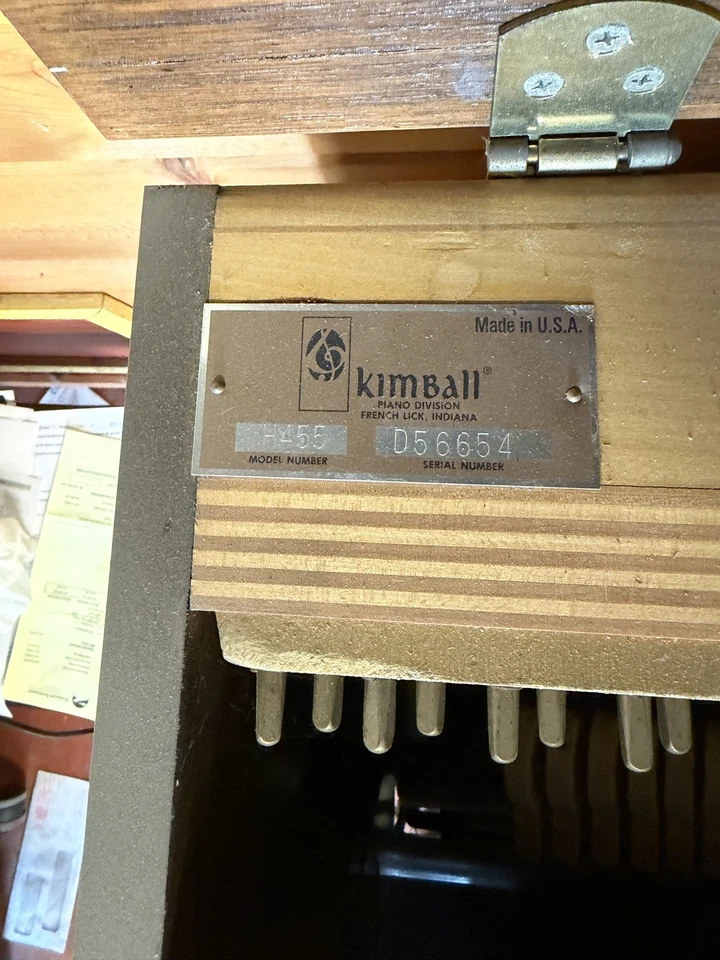 Made in U.S.A.
KIMBall®
PIANO DIVISION
FRENCH LICK, INDIANA
H455 D56654
MODEL NUMBER SERIAL NUMBER